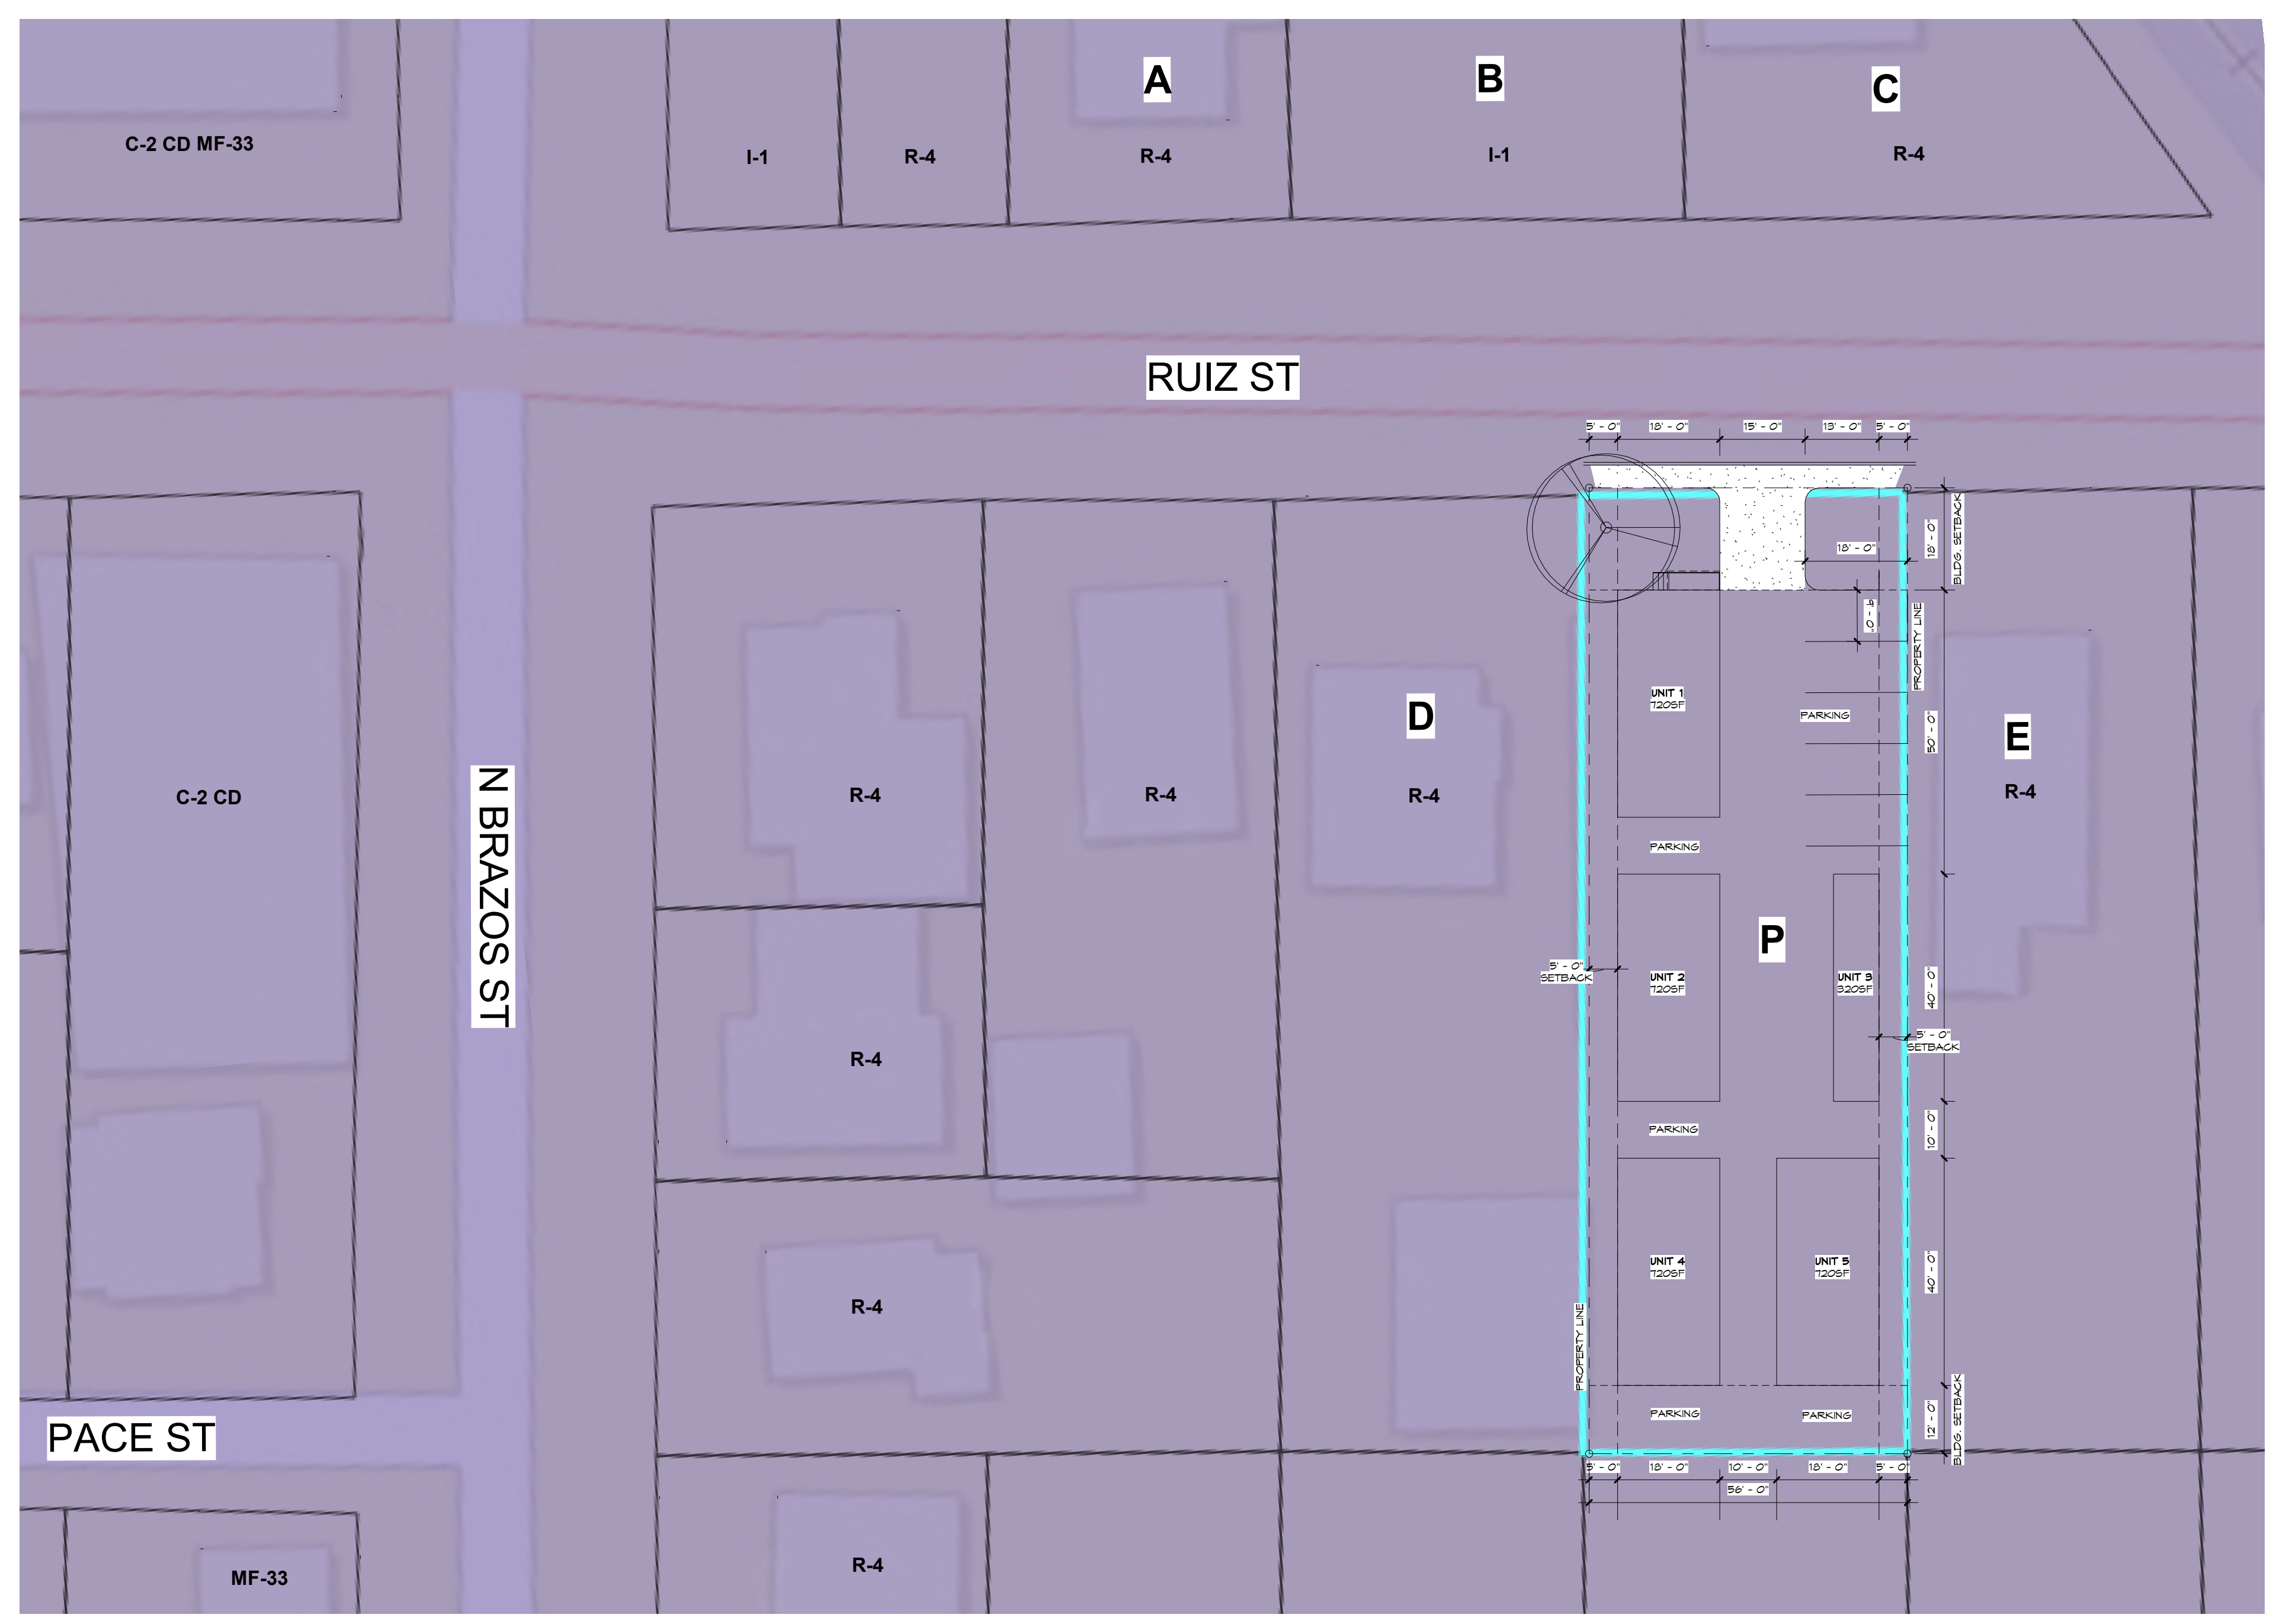 A
B
C
C-2 CD MF-33
I-1
R-4
R-4
I-1
R-4
RUIZ ST
5' - 0"
18' - 0"
15' - 0"
13' - 0"
5' - 0"
18' - 0"
BLDG. SETBACK
18' - 0"
9' - 0"
PROPERTY LINE
UNIT 1
720SF
PARKING
50' - 0"
D
E
R-4
R-4
R-4
R-4
C-2 CD
N BRAZOS ST
PARKING
P
5' - 0"
SETBACK
UNIT 2
720SF
UNIT 3
320SF
40' - 0"
5' - 0"
SETBACK
R-4
PARKING
10' - 0"
UNIT 4
720SF
UNIT 5
720SF
40' - 0"
R-4
PROPERTY LINE
PARKING
PARKING
12' - 0"
BLDG. SETBACK
PACE ST
5' - 0"
18' - 0"
10' - 0"
18' - 0"
5' - 0"
56' - 0"
R-4
MF-33